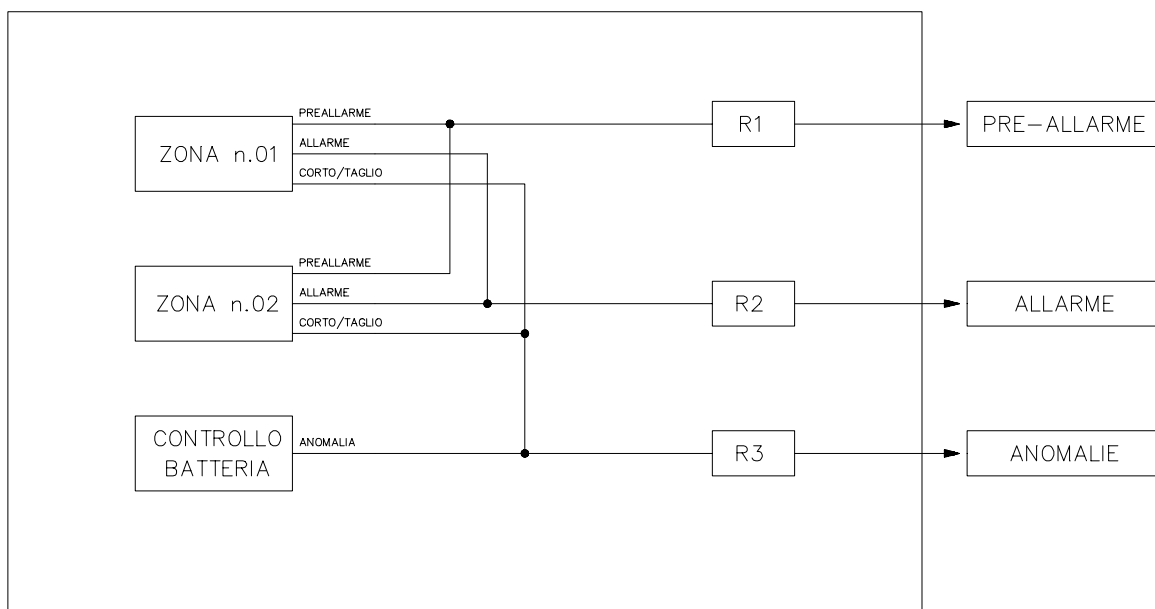 PREALLARME
ZONA n.01
ALLARME
CORTO/TAGLIO
R1
PRE-ALLARME
PREALLARME
ZONA n.02
ALLARME
CORTO/TAGLIO
R2
ALLARME
CONTROLLO
BATTERIA
ANOMALIA
R3
ANOMALIE